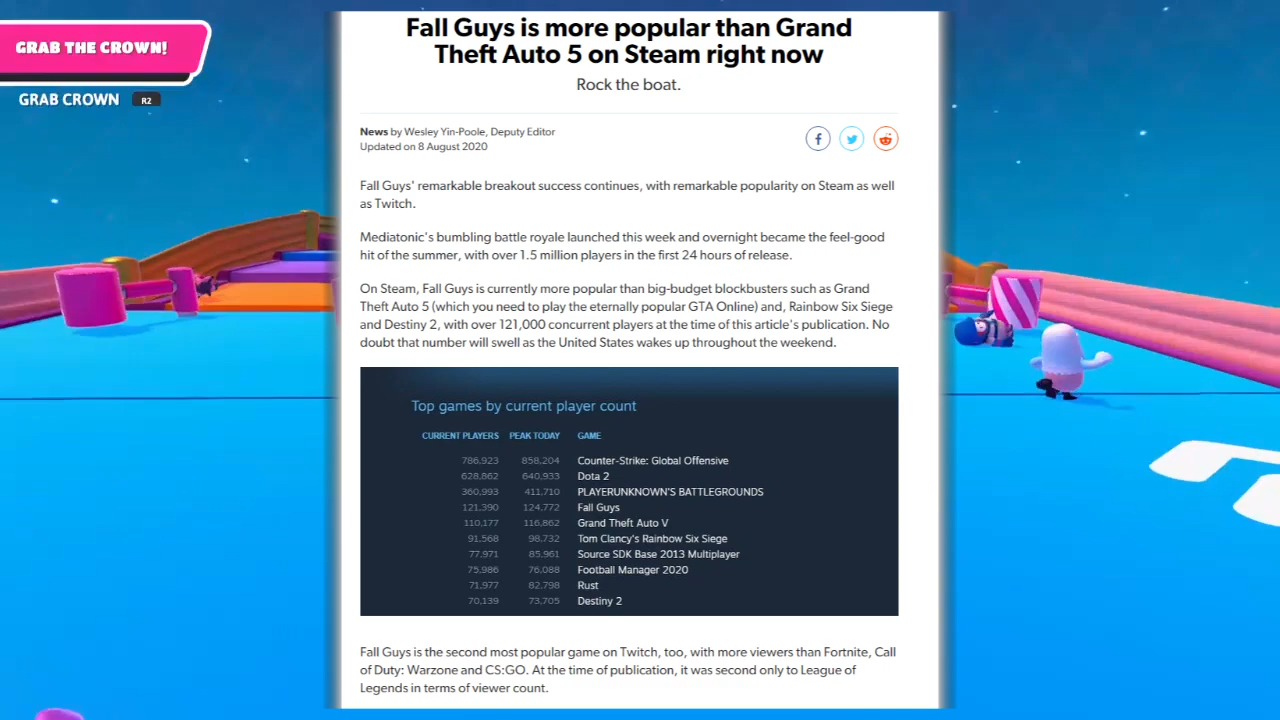 GRAB THE CROWN!
GRAB CROWN R2
Fall Guys is more popular than Grand
Theft Auto 5 on Steam right now
Rock the boat.
News by Wesley Yin-Poole, Deputy Editor
Updated on 8 August 2020
Fall Guys' remarkable breakout success continues, with remarkable popularity on Steam as well
as Twitch.
Mediatonic's bumbling battle royale launched this week and overnight became the feel-good
hit of the summer, with over 1.5 million players in the first 24 hours of release.
On Steam, Fall Guys is currently more popular than big-budget blockbusters such as Grand
Theft Auto 5 (which you need to play the eternally popular GTA Online) and, Rainbow Six Siege
and Destiny 2, with over 121,000 concurrent players at the time of this article's publication. No
doubt that number will swell as the United States wakes up throughout the weekend.
Top games by current player count
CURRENT PLAYERS PEAK TODAY GAME
786,923 858,204 Counter-Strike: Global Offensive
628,862 640,933 Dota 2
360,993 411,710 PLAYERUNKNOWN'S BATTLEGROUNDS
121,390 124,772 Fall Guys
110,177 116,862 Grand Theft Auto V
91,568 98,732 Tom Clancy's Rainbow Six Siege
77,971 85,961 Source SDK Base 2013 Multiplayer
75,986 76,088 Football Manager 2020
71,977 82,798 Rust
70,139 73,705 Destiny 2
Fall Guys is the second most popular game on Twitch, too, with more viewers than Fortnite, Call
of Duty: Warzone and CS:GO. At the time of publication, it was second only to League of
Legends in terms of viewer count.